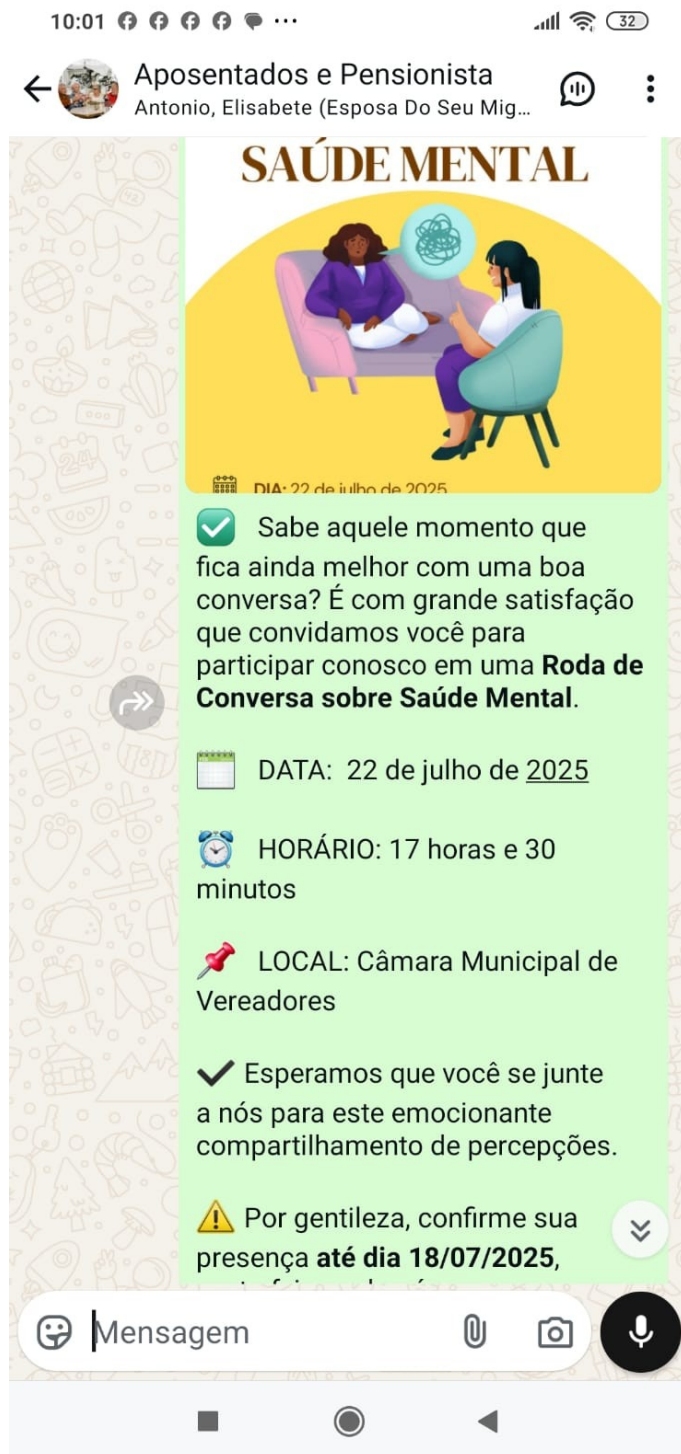 10:01
32
Aposentados e Pensionista
Antonio, Elisabete (Esposa Do Seu Mig...
SAÚDE MENTAL
DIA: 22 de julho de 2025
Sabe aquele momento que
fica ainda melhor com uma boa
conversa? É com grande satisfação
que convidamos você para
participar conosco em uma Roda de
Conversa sobre Saúde Mental.
DATA: 22 de julho de 2025
HORÁRIO: 17 horas e 30
minutos
LOCAL: Câmara Municipal de
Vereadores
Esperamos que você se junte
a nós para este emocionante
compartilhamento de percepções.
Por gentileza, confirme sua
presença até dia 18/07/2025,
Mensagem